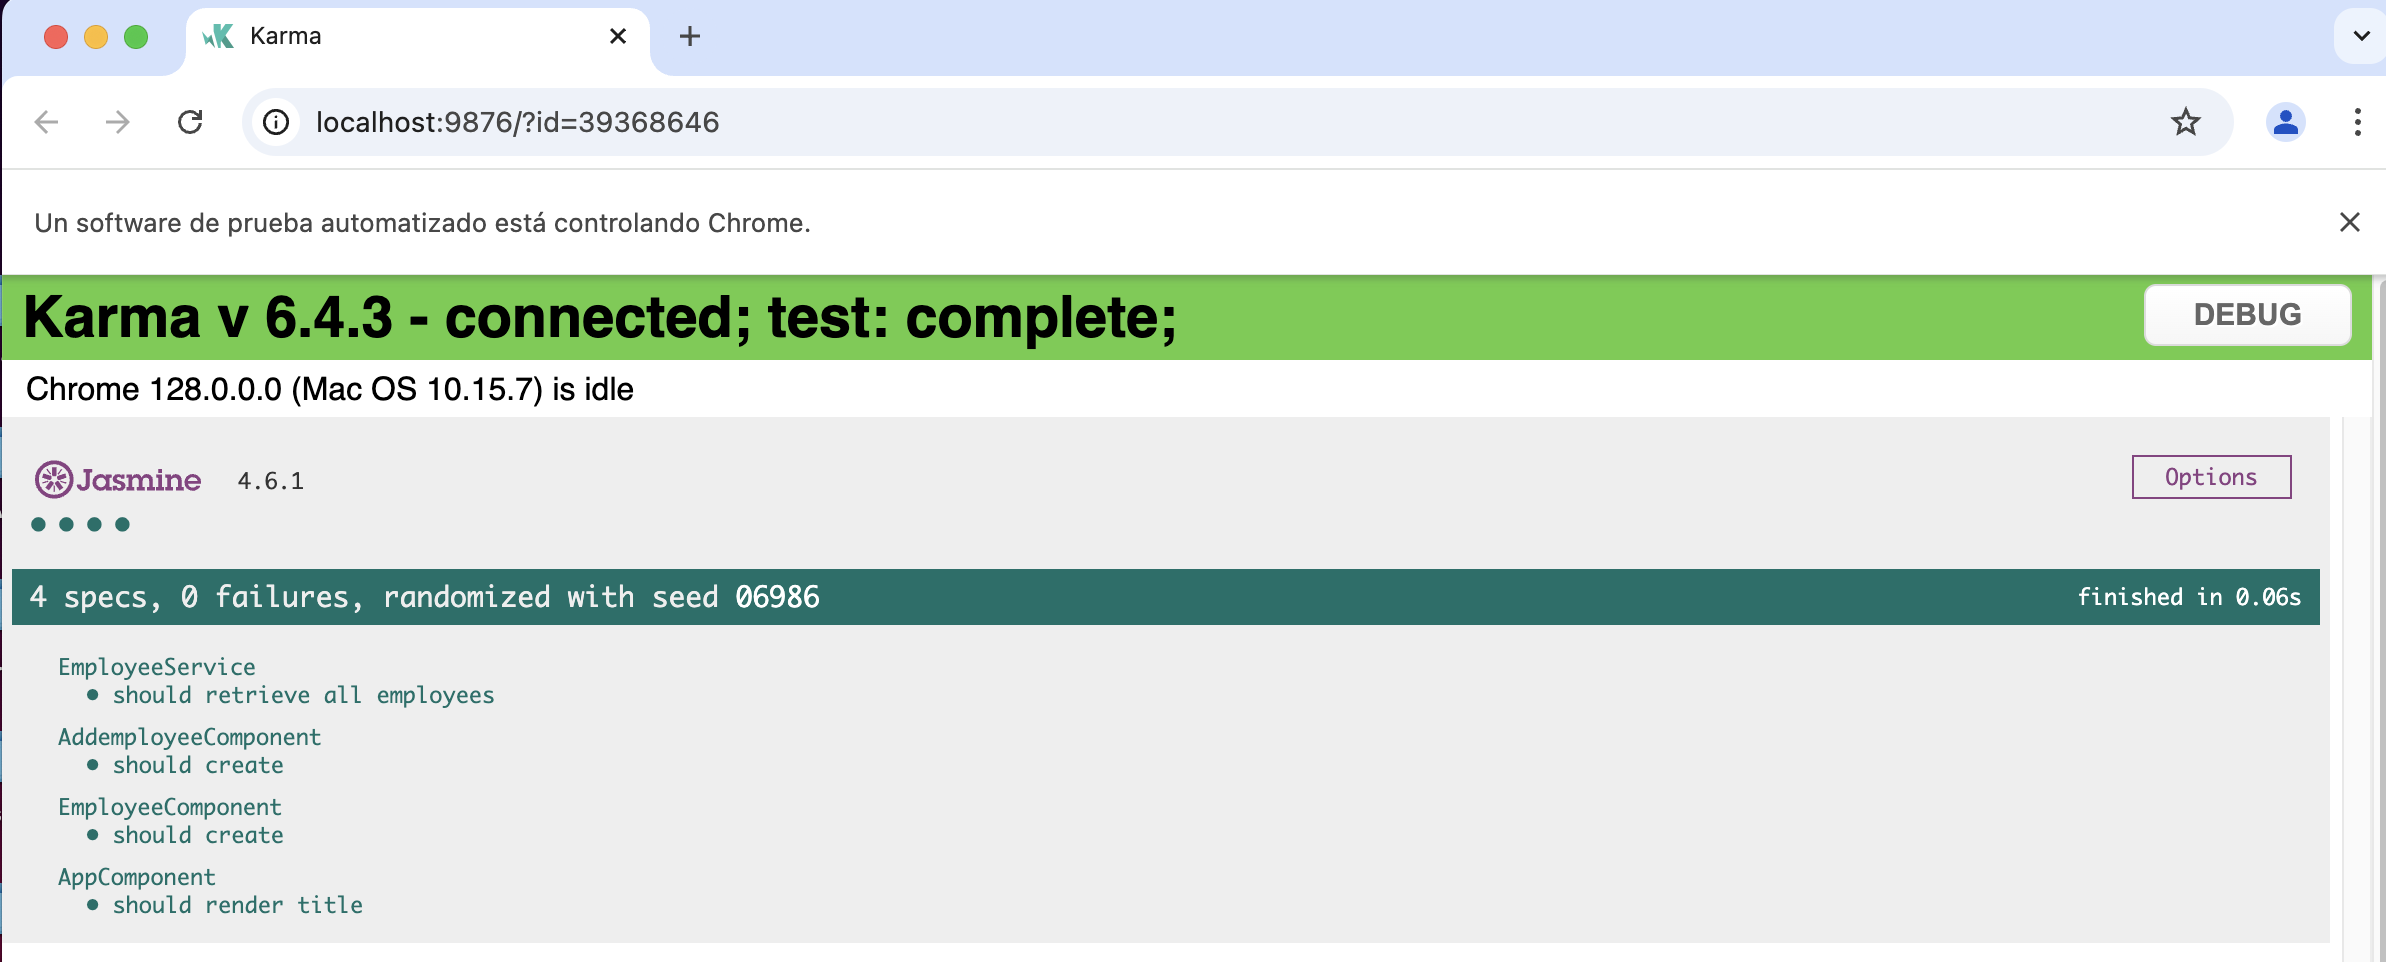 Karma
localhost:9876/?id=39368646
Un software de prueba automatizado está controlando Chrome.
Karma v 6.4.3 - connected; test: complete;
DEBUG
Chrome 128.0.0.0 (Mac OS 10.15.7) is idle
Jasmine 4.6.1
Options
4 specs, 0 failures, randomized with seed 06986
finished in 0.06s
EmployeeService
• should retrieve all employees
AddemployeeComponent
• should create
EmployeeComponent
• should create
AppComponent
• should render title